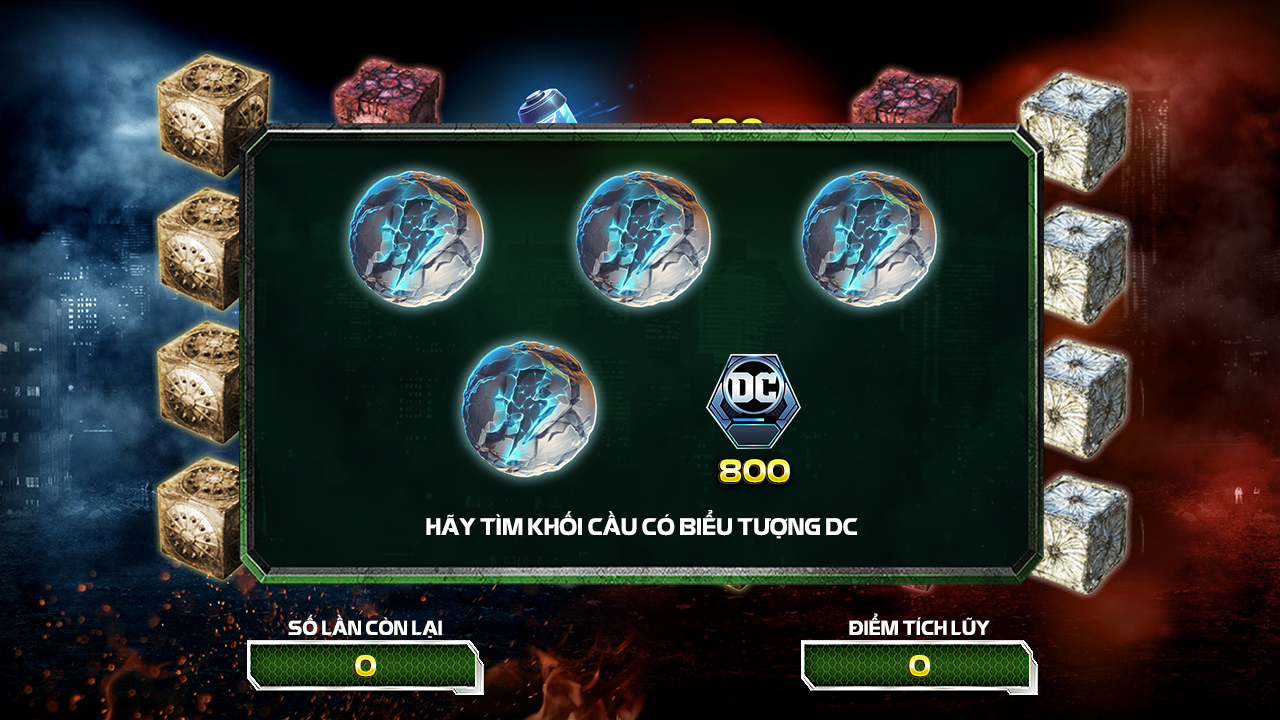 DC
800
HÃY TÌM KHỐI CẦU CÓ BIỂU TƯỢNG DC
SỐ LẦN CÒN LẠI
0
ĐIỂM TÍCH LŨY
0